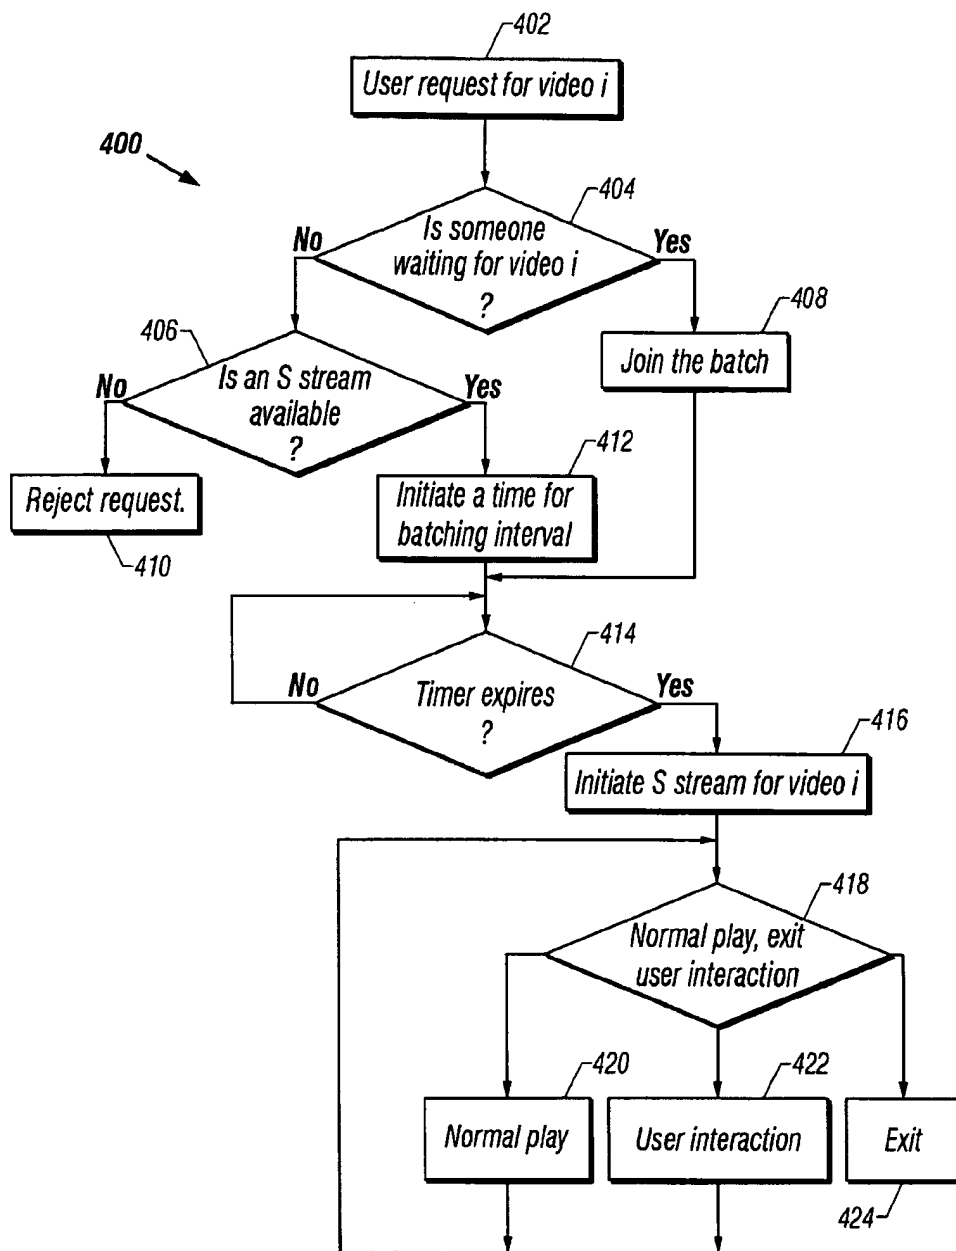 402
User request for video i
400
404
Is someone
waiting for video i
?
No
Yes
406
408
Is an S stream
available
?
No
Yes
Join the batch
412
Reject request.
410
Initiate a time for
batching interval
414
Timer expires
?
No
Yes
416
Initiate S stream for video i
418
Normal play, exit
user interaction
420
422
Normal play
User interaction
Exit
424